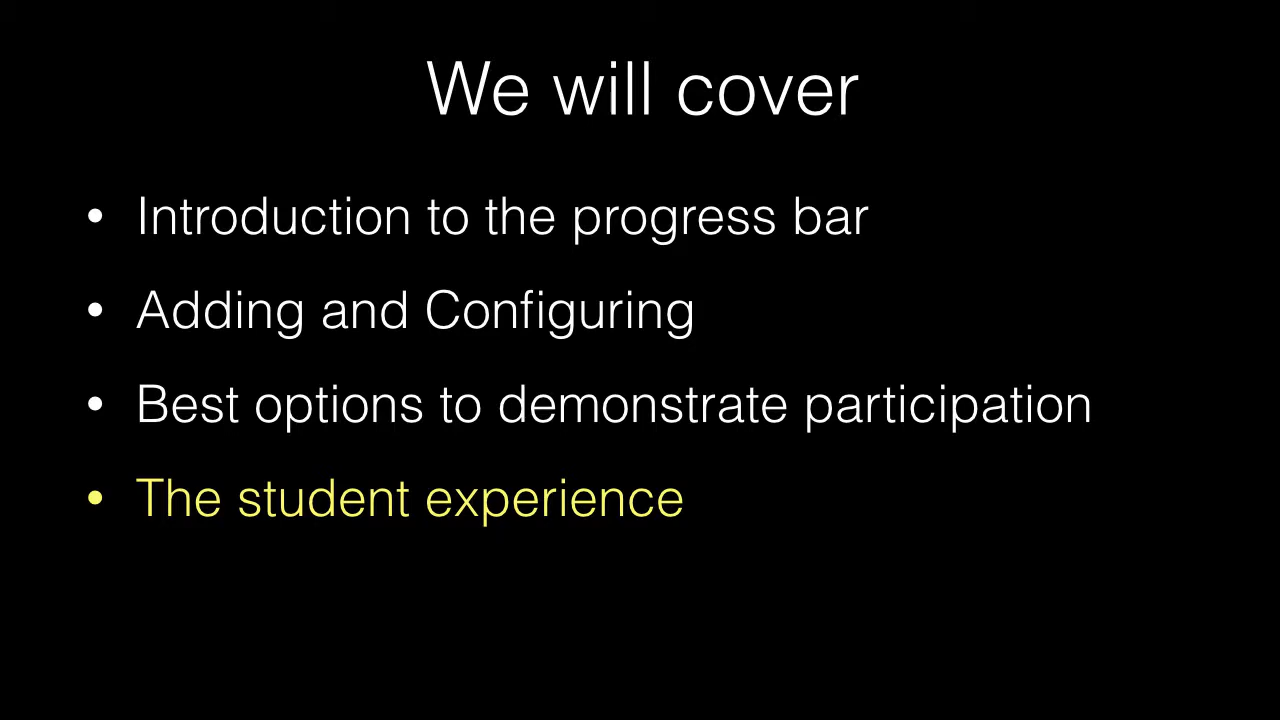 We will cover
• Introduction to the progress bar
• Adding and Configuring
• Best options to demonstrate participation
• The student experience